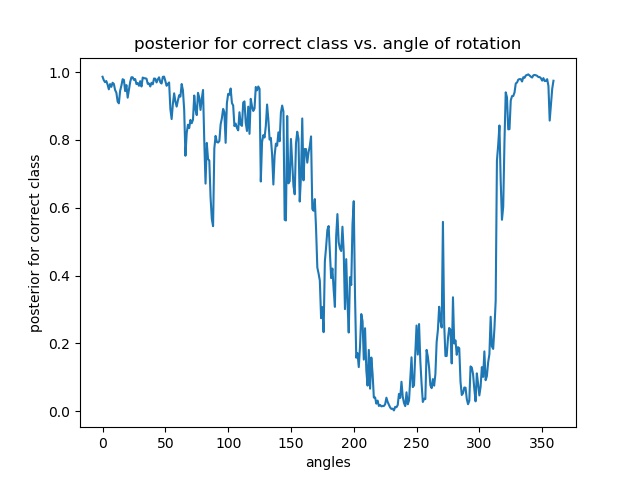 posterior for correct class vs. angle of rotation
posterior for correct class
1.0
0.8
0.6
0.4
0.2
0.0
0 50 100 150 200 250 300 350
angles